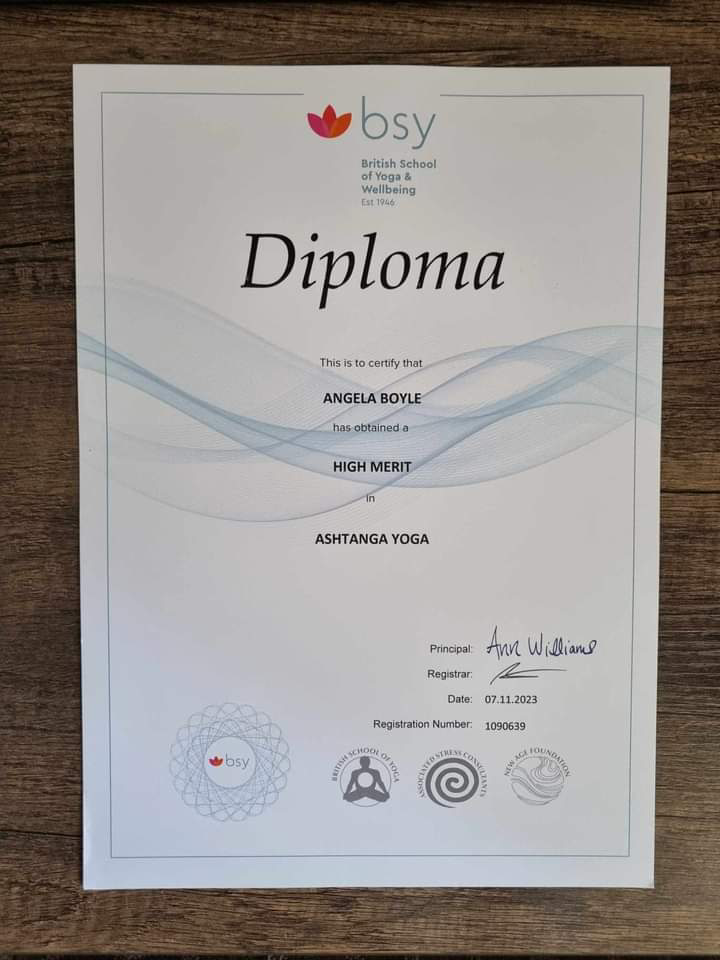 bsy
British School
of Yoga &
Wellbeing
Est 1946
Diploma
This is to certify that
ANGELA BOYLE
has obtained a
HIGH MERIT
in
ASHTANGA YOGA
Principal: Ann Williams
Registrar:
Date: 07.11.2023
Registration Number: 1090639
bsy
BRITISH SCHOOL OF YOGA
ASSOCIATED STRESS CONSULTANTS
NEW AGE FOUNDATION